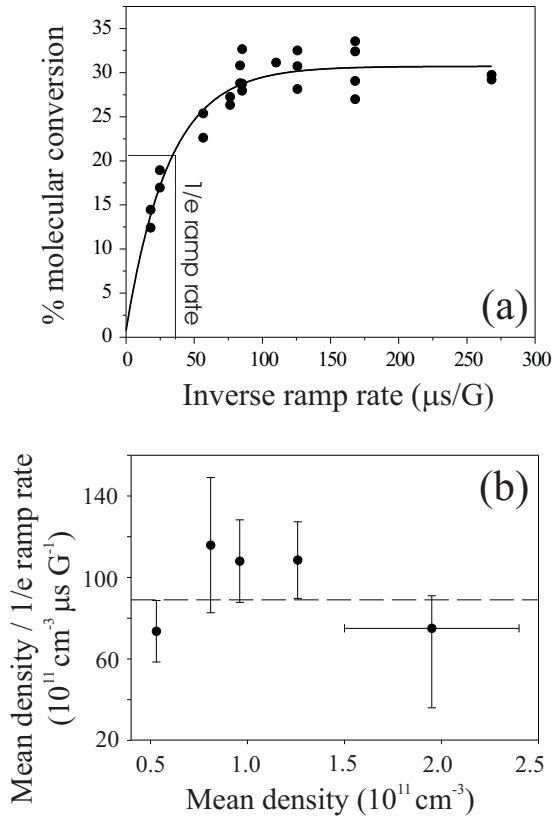 35
30
25
20
15
10
5
0
% molecular conversion
1/e ramp rate
(a)
0 50 100 150 200 250 300
Inverse ramp rate (μs/G)
(b)
Mean density / 1/e ramp rate
(10¹¹ cm⁻³ μs G⁻¹)
140
100
60
20
0.5 1.0 1.5 2.0 2.5
Mean density (10¹¹ cm⁻³)